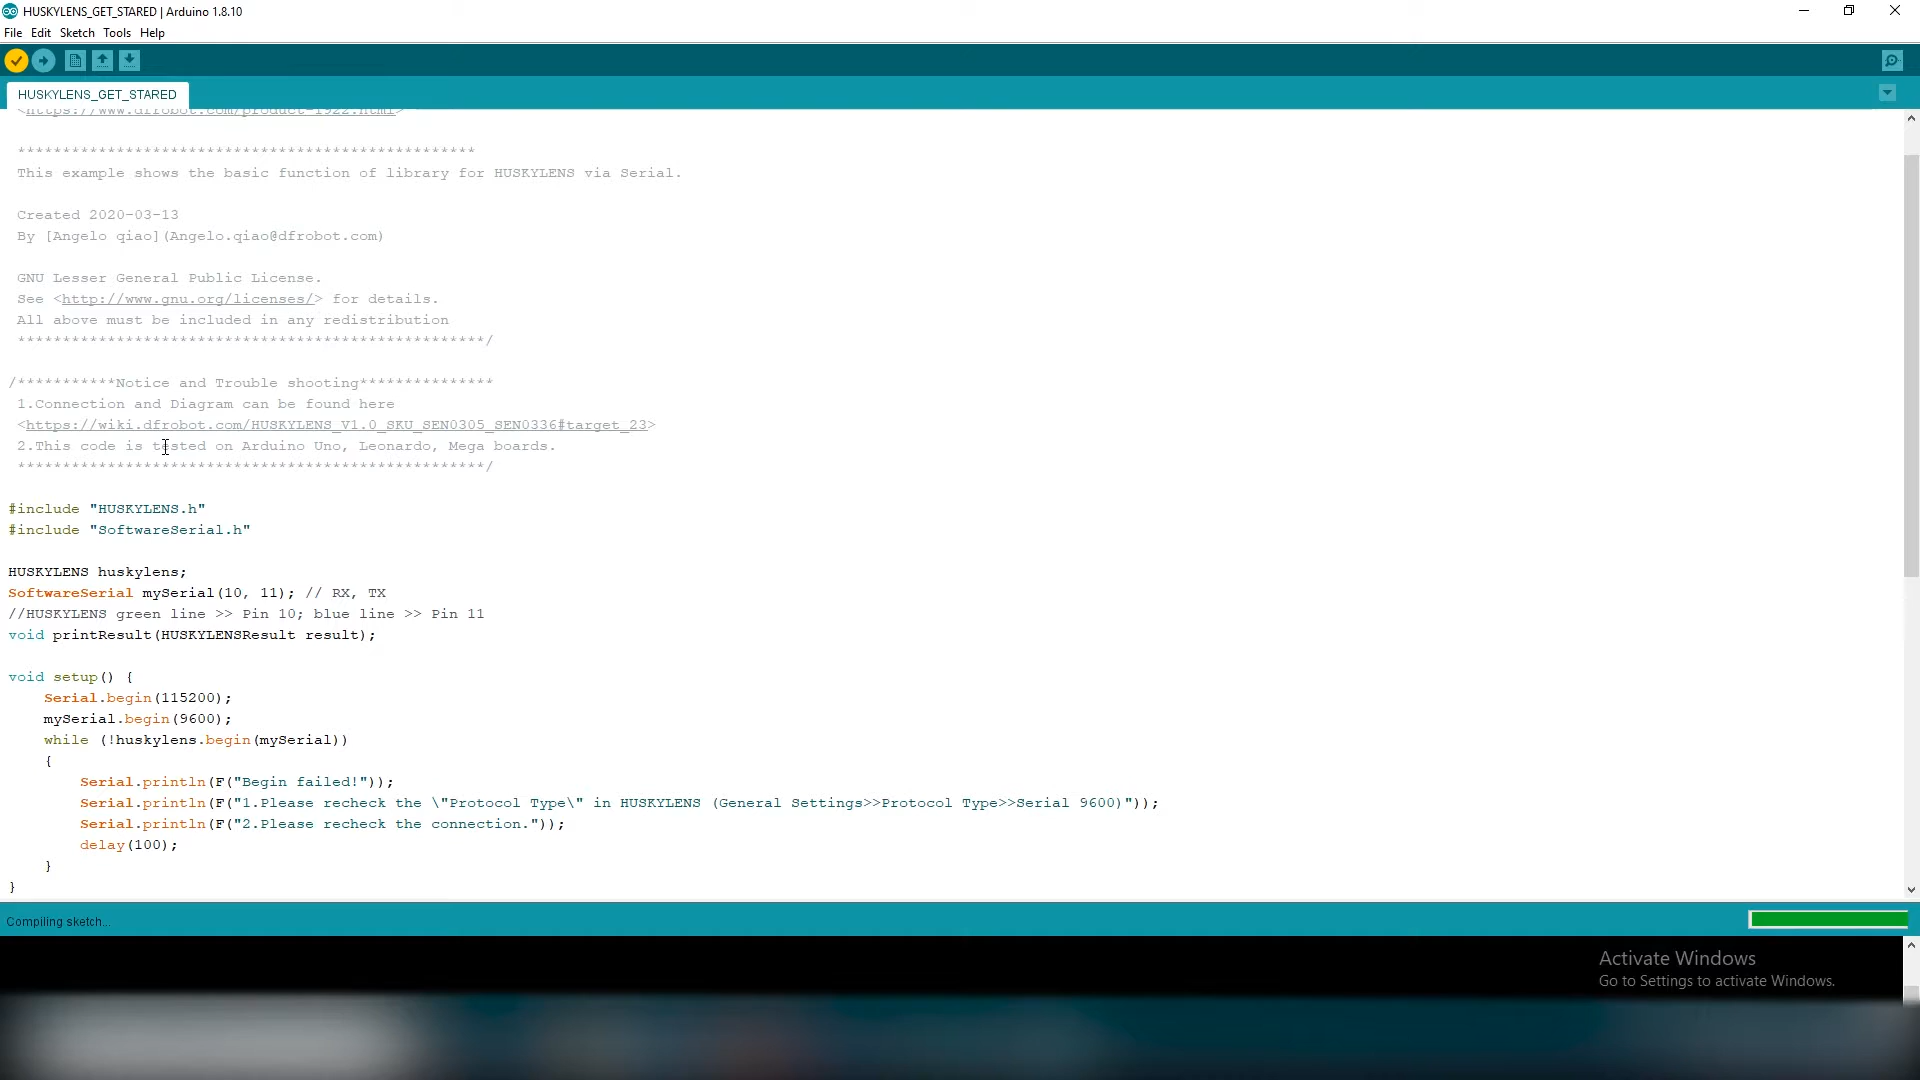 HUSKYLENS_GET_STARED | Arduino 1.8.10
File Edit Sketch Tools Help
HUSKYLENS_GET_STARED
<https://www.dfrobot.com/product-1922.html>
***************************************************
This example shows the basic function of library for HUSKYLENS via Serial.
Created 2020-03-13
By [Angelo qiao](Angelo.qiao@dfrobot.com)
GNU Lesser General Public License.
See <http://www.gnu.org/licenses/> for details.
All above must be included in any redistribution
****************************************************/
/***********Notice and Trouble shooting***************
1.Connection and Diagram can be found here
<https://wiki.dfrobot.com/HUSKYLENS_V1.0_SKU_SEN0305_SEN0336#target_23>
2.This code is tested on Arduino Uno, Leonardo, Mega boards.
****************************************************/
#include "HUSKYLENS.h"
#include "SoftwareSerial.h"
HUSKYLENS huskylens;
SoftwareSerial mySerial(10, 11); // RX, TX
//HUSKYLENS green line >> Pin 10; blue line >> Pin 11
void printResult(HUSKYLENSResult result);
void setup() {
Serial.begin(115200);
mySerial.begin(9600);
while (!huskylens.begin(mySerial))
{
Serial.println(F("Begin failed!"));
Serial.println(F("1.Please recheck the \"Protocol Type\" in HUSKYLENS (General Settings>>Protocol Type>>Serial 9600)"));
Serial.println(F("2.Please recheck the connection."));
delay(100);
}
}
Compiling sketch...
Activate Windows
Go to Settings to activate Windows.